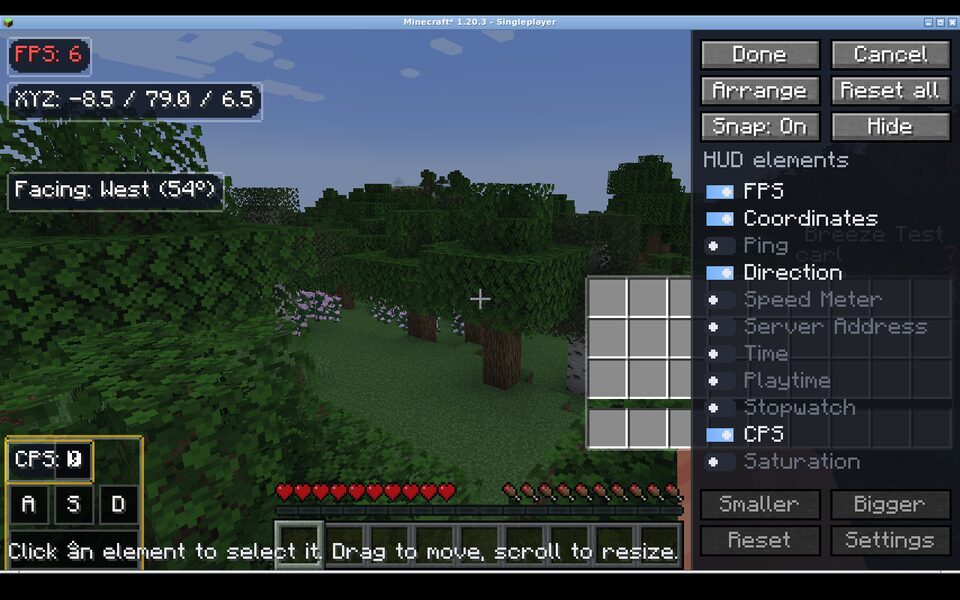 Minecraft* 1.20.3 - Singleplayer
FPS: 6
XYZ: -8.5 / 79.0 / 6.5
Facing: West (54°)
Done Cancel
Arrange Reset all
Snap: On Hide
HUD elements
FPS
Coordinates
Ping
Breeze Test
carl
Direction
Speed Meter
Server Address
Time
Playtime
Stopwatch
CPS
Saturation
Smaller Bigger
Reset Settings
CPS: 0
A S D
Click an element to select it. Drag to move, scroll to resize.